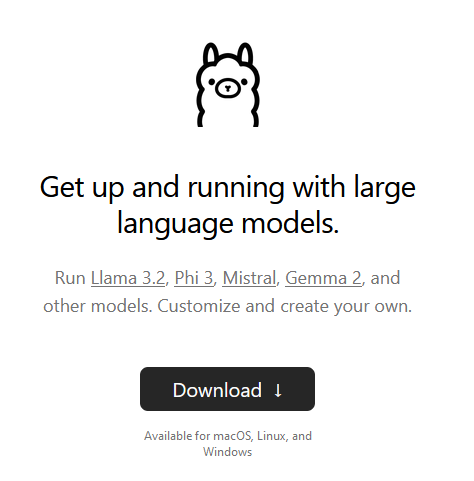 Get up and running with large
language models.
Run Llama 3.2, Phi 3, Mistral, Gemma 2, and
other models. Customize and create your own.
Download ↓
Available for macOS, Linux, and
Windows